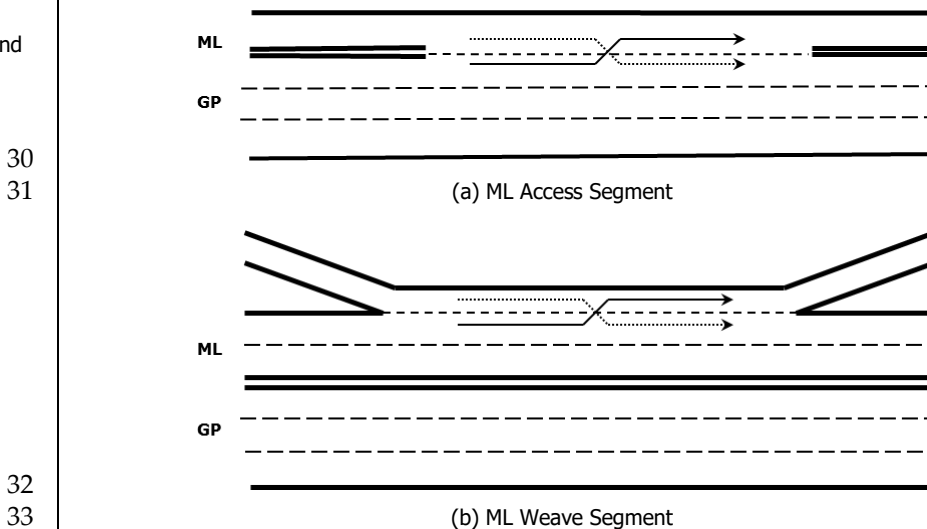 nd
ML
GP
30
31
(a) ML Access Segment
ML
GP
32
33
(b) ML Weave Segment